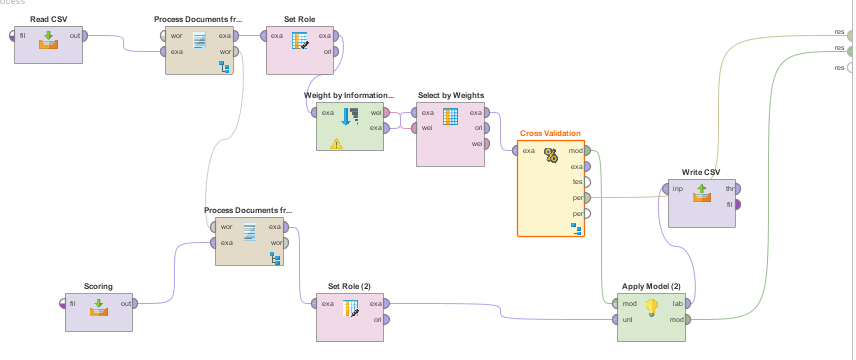 ocess
Read CSV
fil
out
Process Documents fr...
wor
exa
exa
wor
Set Role
exa
exa
ori
Weight by Information...
exa
wei
exa
Select by Weights
exa
wei
exa
ori
wei
Cross Validation
exa
mod
exa
tes
per
per
Write CSV
inp
thr
fil
res
res
res
Process Documents fr...
wor
exa
exa
wor
Scoring
fil
out
Set Role (2)
exa
exa
ori
Apply Model (2)
mod
unl
lab
mod